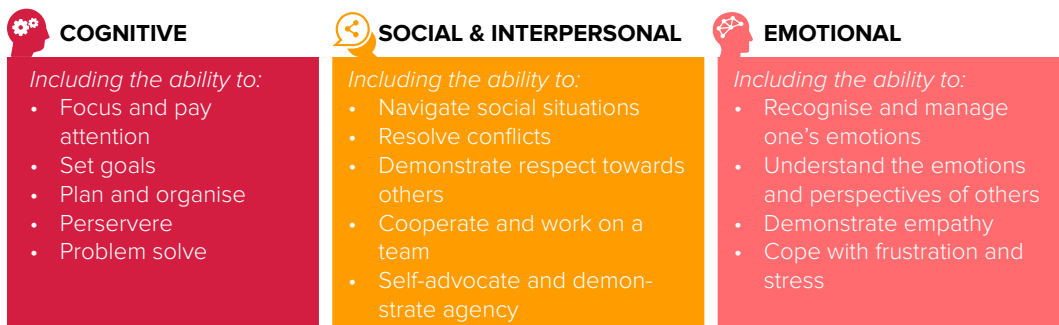 COGNITIVE
Including the ability to:
• Focus and pay
attention
• Set goals
• Plan and organise
• Perservere
• Problem solve
SOCIAL & INTERPERSONAL
Including the ability to:
• Navigate social situations
• Resolve conflicts
• Demonstrate respect towards
others
• Cooperate and work on a
team
• Self-advocate and demon-
strate agency
EMOTIONAL
Including the ability to:
• Recognise and manage
one's emotions
• Understand the emotions
and perspectives of others
• Demonstrate empathy
• Cope with frustration and
stress